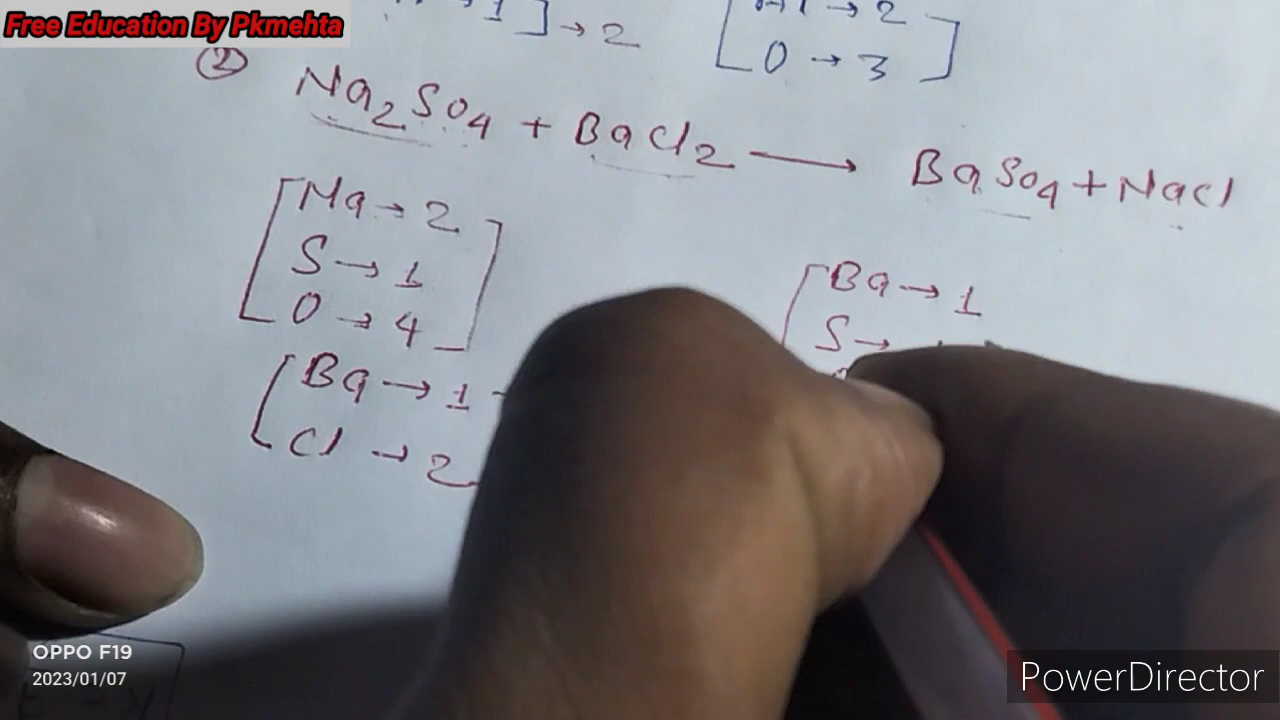 Free Education By Pkmehta
→ 1 ] → 2
→ 2
O → 3
②
Na2SO4 + BaCl2 → BaSO4 + NaCl
Na → 2
S → 1
O → 4
Ba → 1
Cl → 2
Ba → 1
S →
OPPO F19
2023/01/07
PowerDirector